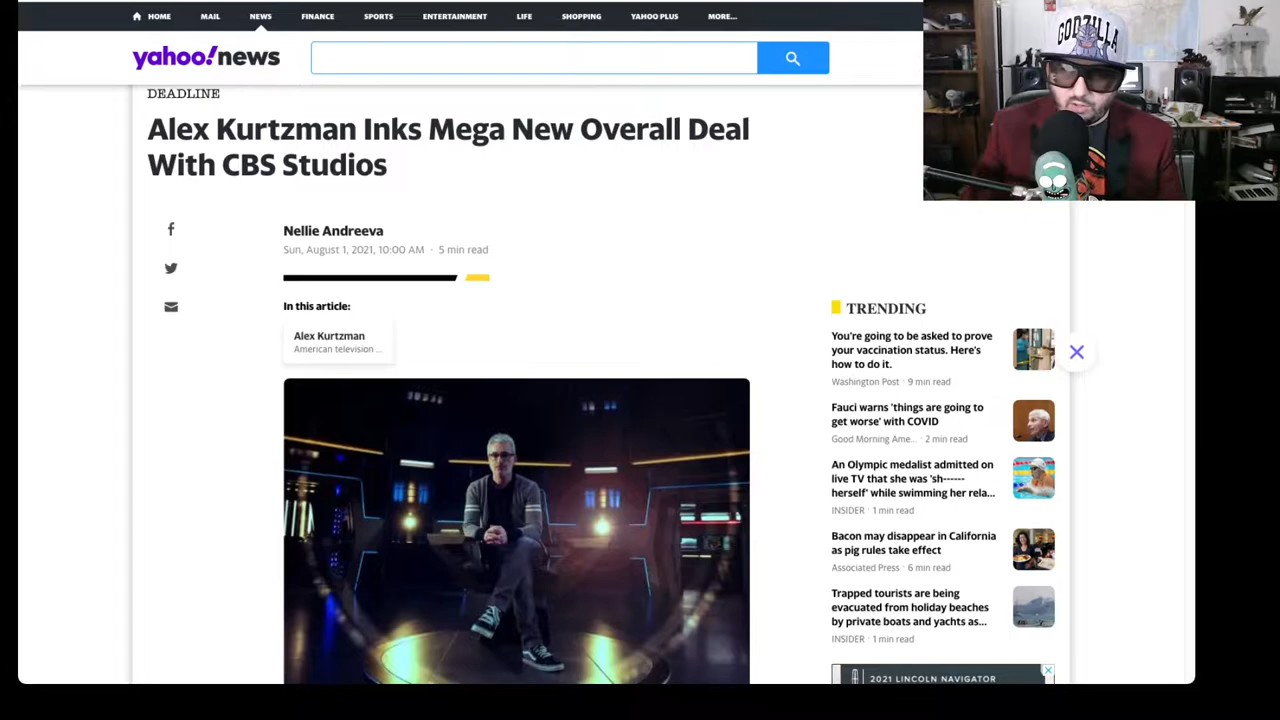 HOME MAIL NEWS FINANCE SPORTS ENTERTAINMENT LIFE SHOPPING YAHOO PLUS MORE...
yahoo!news
GODZILLA
DEADLINE
Alex Kurtzman Inks Mega New Overall Deal
With CBS Studios
Nellie Andreeva
Sun, August 1, 2021, 10:00 AM · 5 min read
In this article:
Alex Kurtzman
American television ...
TRENDING
You're going to be asked to prove
your vaccination status. Here's
how to do it.
Washington Post · 9 min read
Fauci warns 'things are going to
get worse' with COVID
Good Morning Ame... · 2 min read
An Olympic medalist admitted on
live TV that she was 'sh------
herself' while swimming her rela...
INSIDER · 1 min read
Bacon may disappear in California
as pig rules take effect
Associated Press · 6 min read
Trapped tourists are being
evacuated from holiday beaches
by private boats and yachts as...
INSIDER · 1 min read
2021 LINCOLN NAVIGATOR